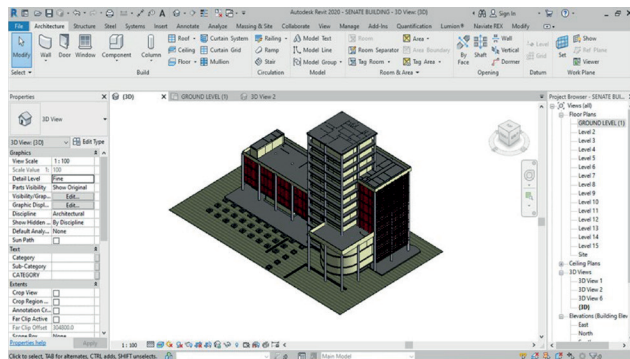 Autodesk Revit 2020 - SENATE BUILDING - 3D View: {3D}
Sign In
File Architecture Structure Steel Systems Insert Annotate Analyze Massing & Site Collaborate View Manage Add-Ins Quantification Lumion® Naviate REX Modify
Modify Wall Door Window Component Column
Roof Curtain System Railing Model Text Room Area Wall Show
Ceiling Curtain Grid Ramp Model Line Room Separator Area Boundary Vertical Ref Plane
Floor Mullion Stair Model Group Tag Room Tag Area Dormer Viewer
By Face Shaft Level Grid Set
Select Build Circulation Model Room & Area Opening Datum Work Plane
Properties
3D View
3D View: {3D} Edit Type
Graphics
View Scale 1 : 100
Scale Value 1: 100
Detail Level Fine
Parts Visibility Show Original
Visibility/Grap... Edit...
Graphic Displ... Edit...
Discipline Architectural
Show Hidden ... By Discipline
Default Analy... None
Sun Path
Text
Category
Sub-Category
CATEGORY
Extents
Crop View
Crop Region ...
Annotation Cr...
Far Clip Active
Far Clip Offset 304800.0
Scope Box None
Properties help Apply
{3D} GROUND LEVEL (1) 3D View 2
1 : 100
Project Browser - SENATE BUIL...
Views (all)
Floor Plans
GROUND LEVEL (1)
Level 2
Level 3
Level 4
Level 5
Level 6
Level 7
Level 8
Level 9
Level 10
Level 11
Level 12
Level 13
Level 14
Level 15
Site
Ceiling Plans
3D Views
3D View 1
3D View 2
3D View 6
{3D}
Elevations (Building Elev
East
North
Click to select, TAB for alternates, CTRL adds, SHIFT unselects.
Main Model